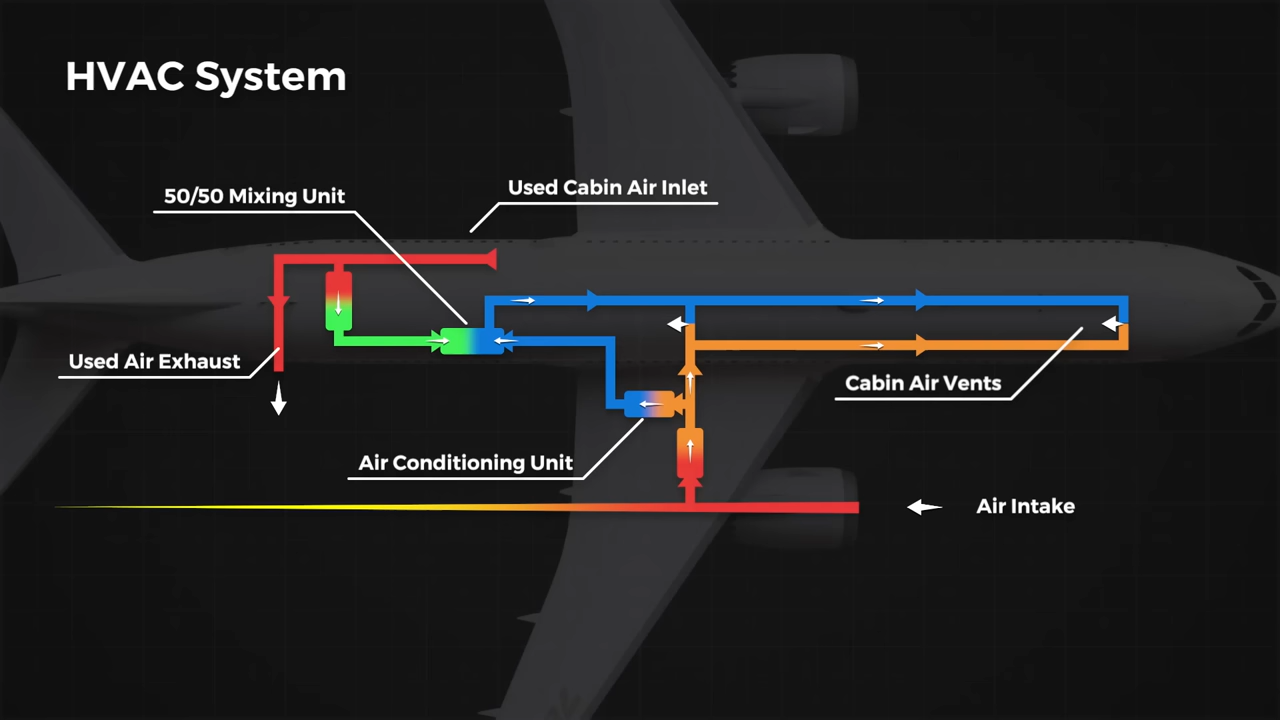 HVAC System
50/50 Mixing Unit
Used Cabin Air Inlet
Used Air Exhaust
Cabin Air Vents
Air Conditioning Unit
Air Intake